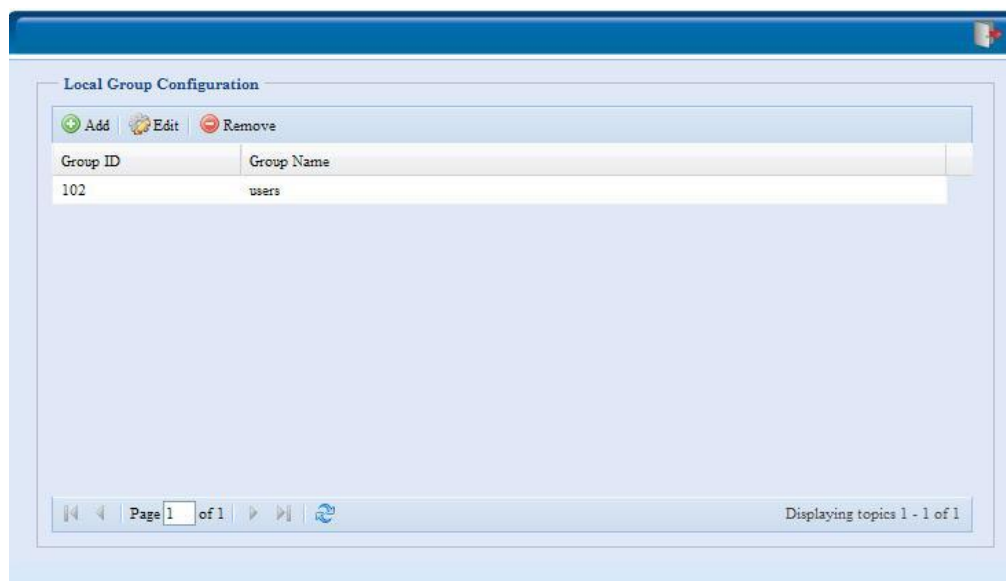 Local Group Configuration
Add Edit Remove
Group ID Group Name
102 users
Page 1 of 1 Displaying topics 1 - 1 of 1